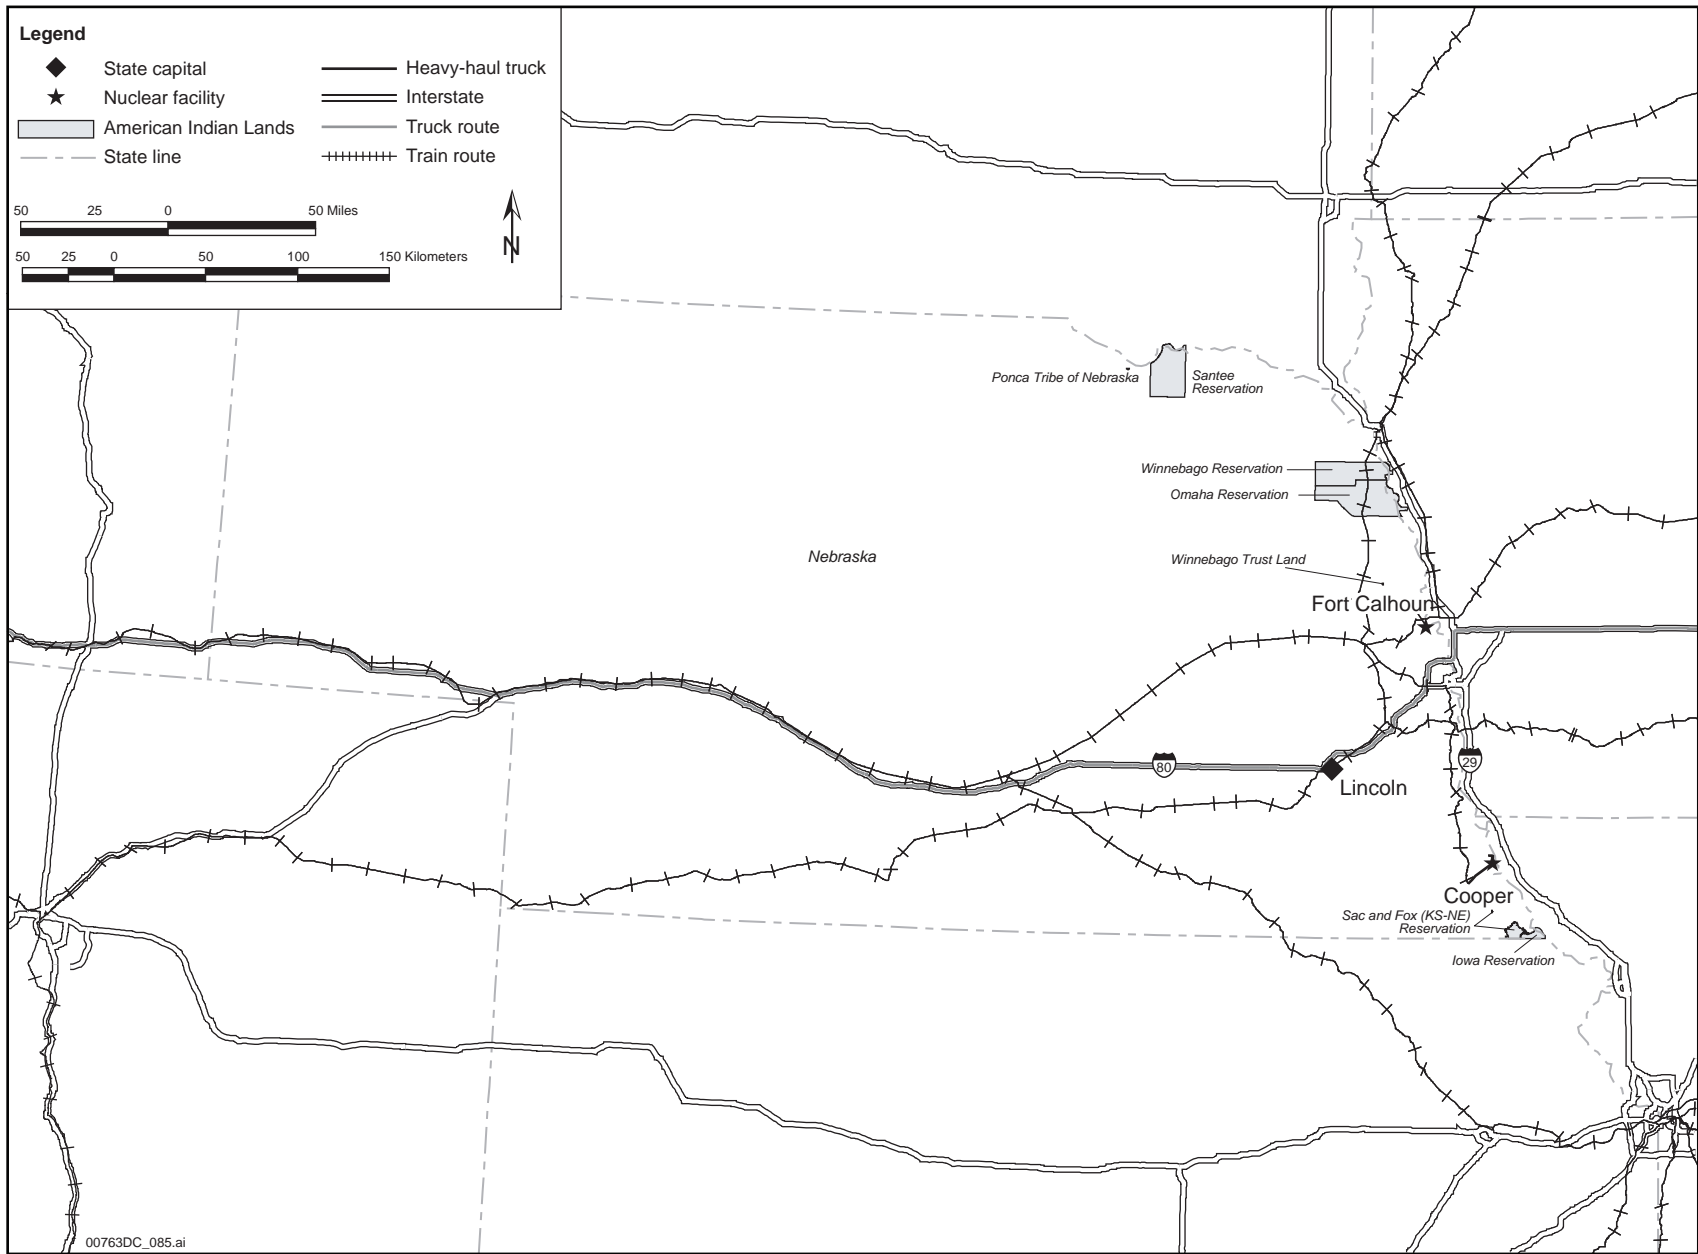 Legend
State capital
Nuclear facility
American Indian Lands
State line
Heavy-haul truck
Interstate
Truck route
Train route
50 25 0 50 Miles
50 25 0 50 100 150 Kilometers
N
Ponca Tribe of Nebraska
Santee
Reservation
Winnebago Reservation
Omaha Reservation
Nebraska
Winnebago Trust Land
Fort Calhoun
80
29
Lincoln
Cooper
Sac and Fox (KS-NE)
Reservation
Iowa Reservation
00763DC_085.ai